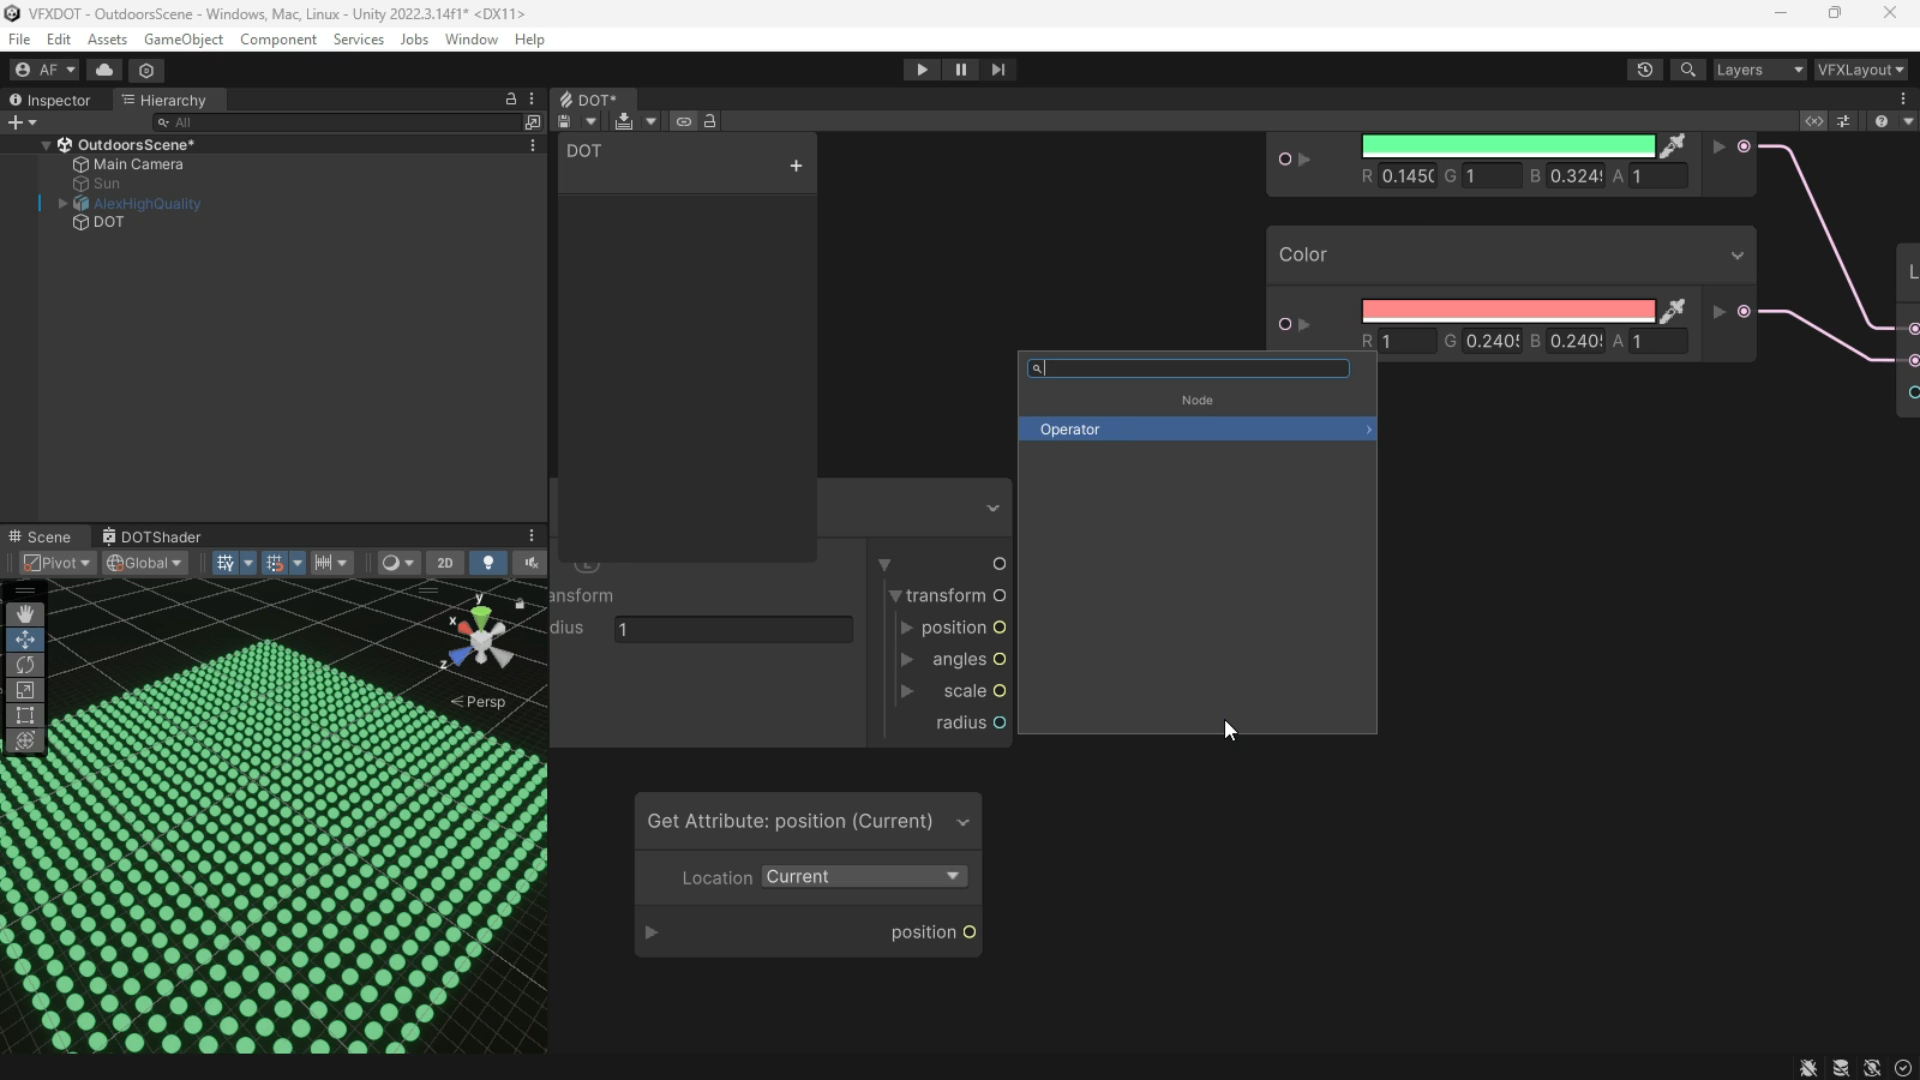 VFXDOT - OutdoorsScene - Windows, Mac, Linux - Unity 2022.3.14f1* <DX11>
File Edit Assets GameObject Component Services Jobs Window Help
AF
Layers VFXLayout
Inspector Hierarchy
DOT*
All
OutdoorsScene*
Main Camera
Sun
AlexHighQuality
DOT
DOT
R 0.145 G 1 B 0.324 A 1
Color
R 1 G 0.240 B 0.240 A 1
Node
Operator
L
Scene DOTShader
Pivot Global 2D
y
x
z
Persp
L
ansform
dius 1
transform
position
angles
scale
radius
Get Attribute: position (Current)
Location Current
position